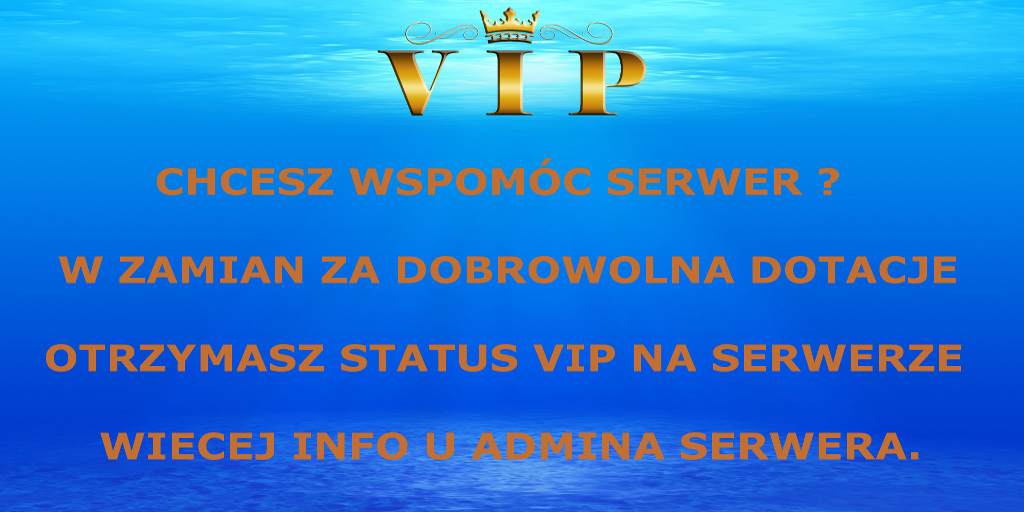 VIP
CHCESZ WSPOMÓC SERWER ?
W ZAMIAN ZA DOBROWOLNA DOTACJE
OTRZYMASZ STATUS VIP NA SERWERZE
WIECEJ INFO U ADMINA SERWERA.